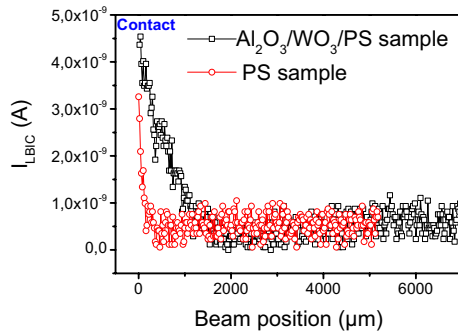 Contact
Al₂O₃/WO₃/PS sample
PS sample
5,0x10⁻⁹
4,0x10⁻⁹
3,0x10⁻⁹
2,0x10⁻⁹
1,0x10⁻⁹
0,0
I_LBIC (A)
0 2000 4000 6000
Beam position (µm)